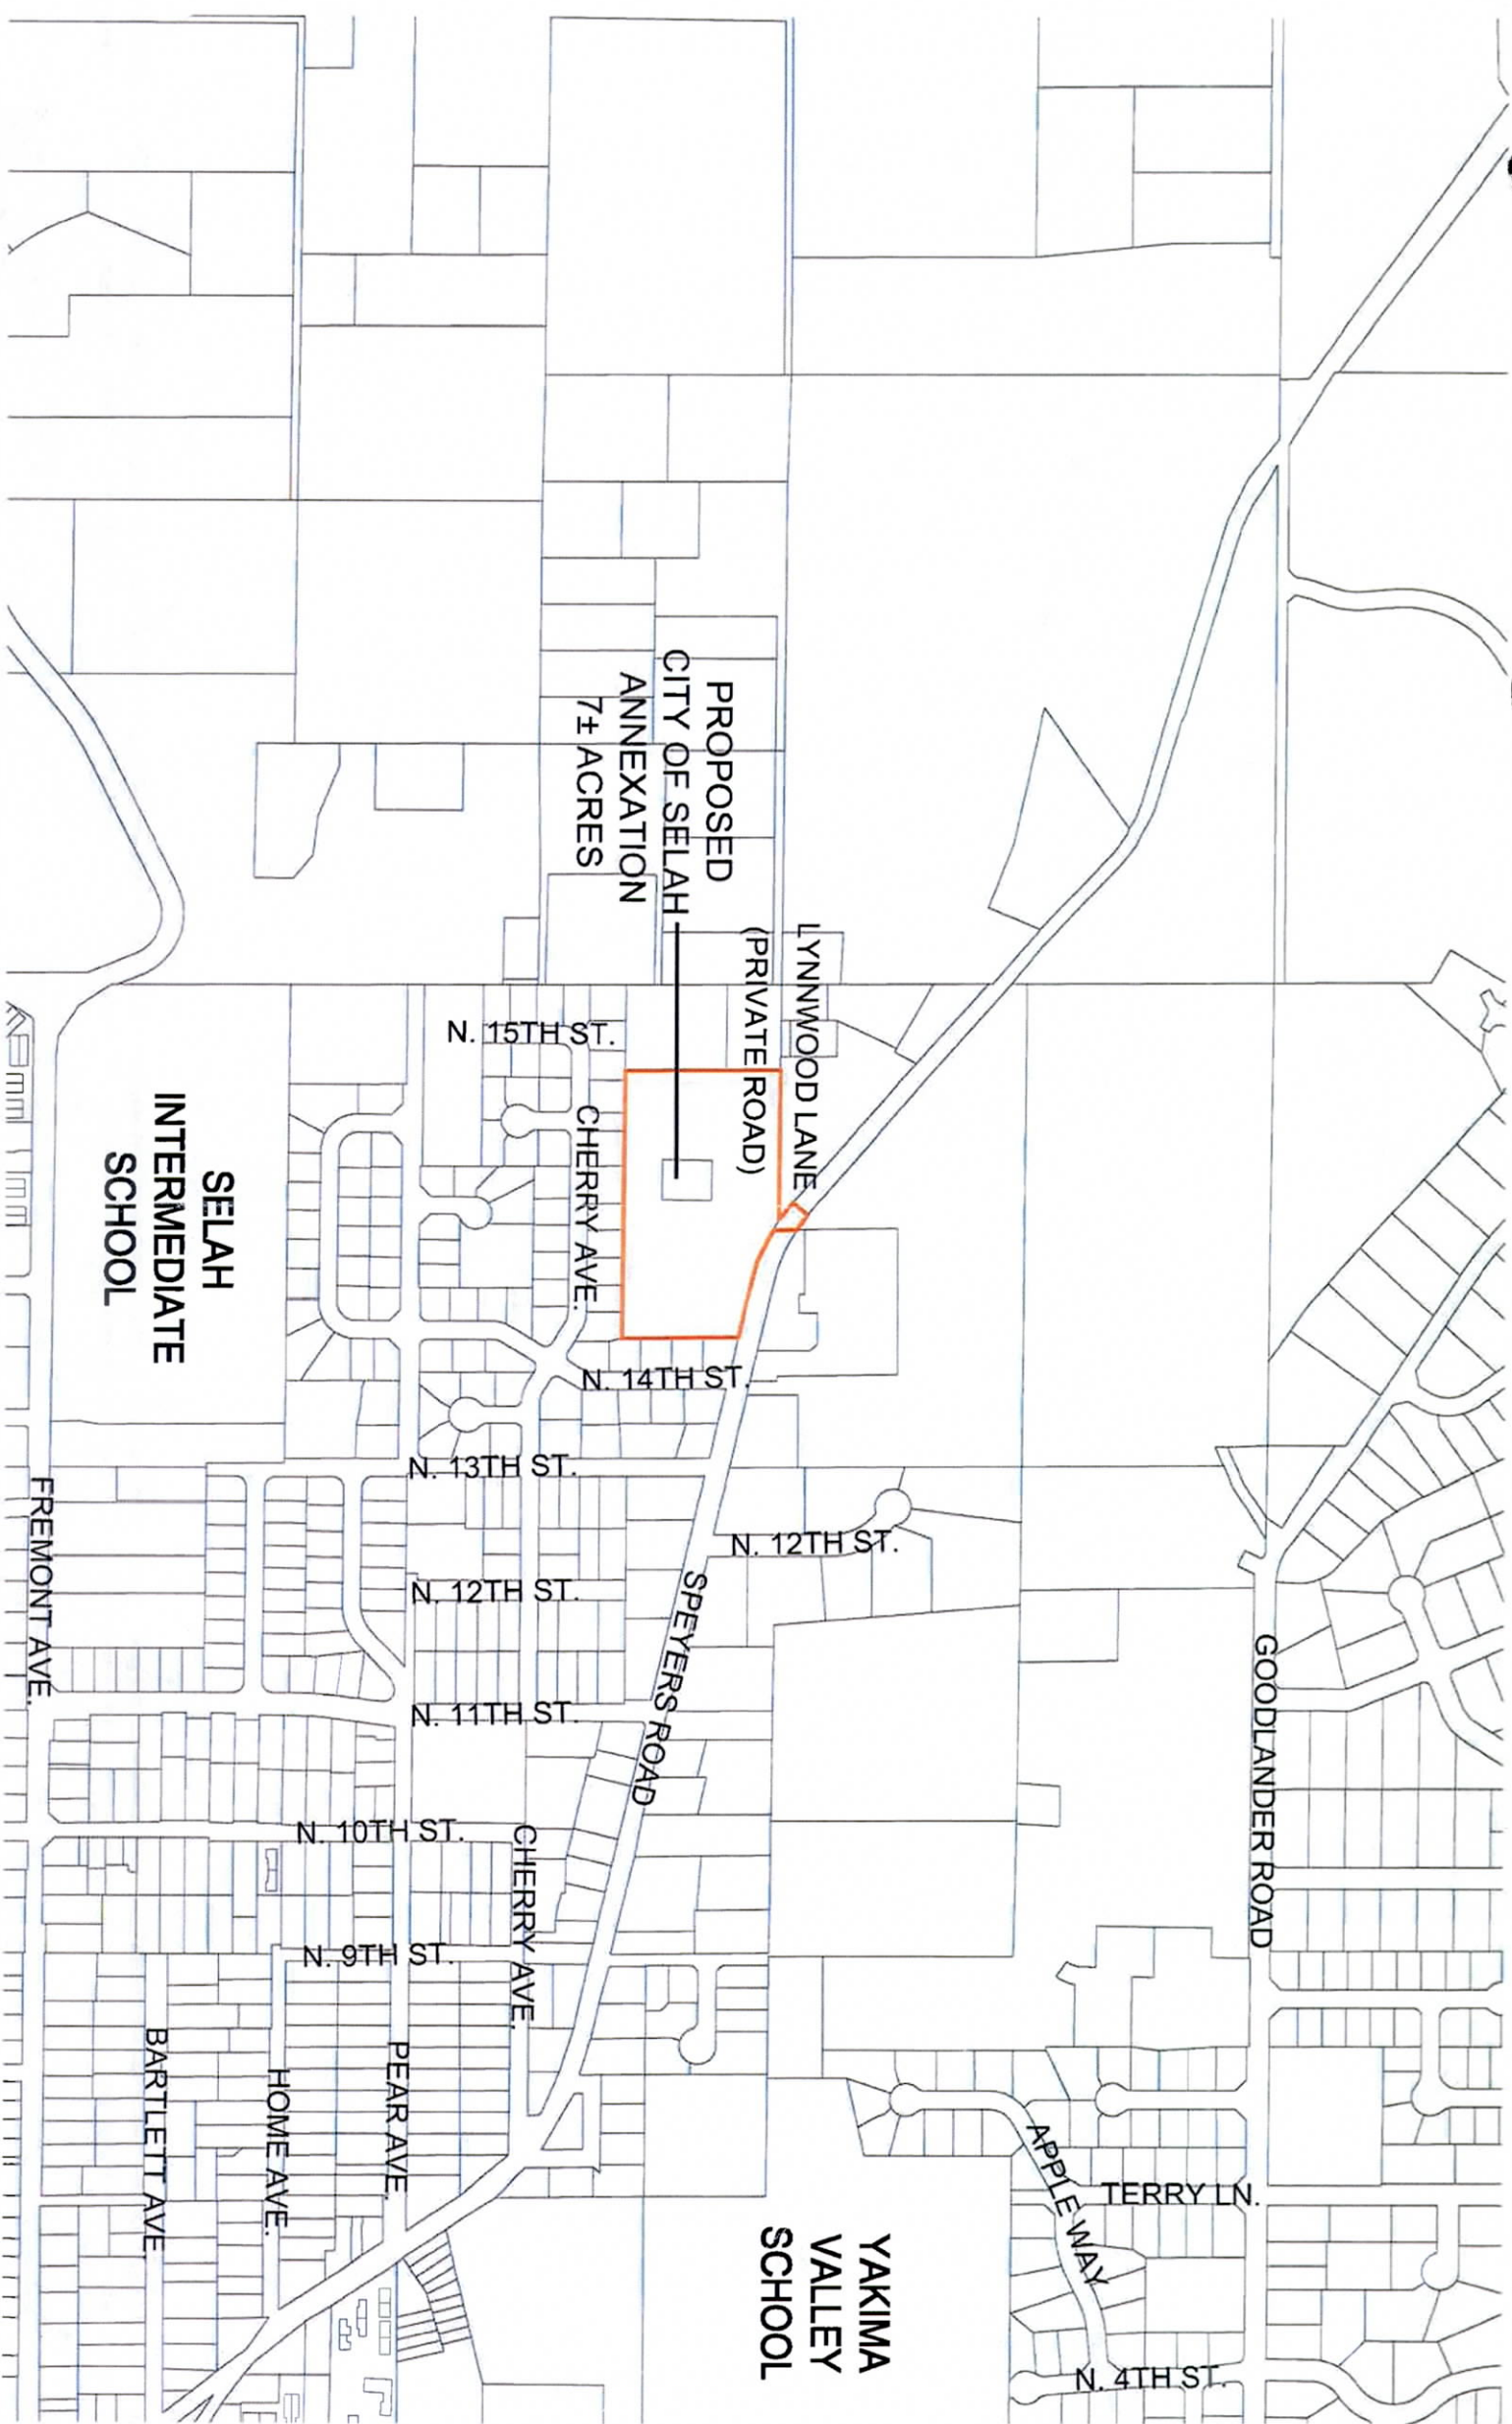 PROPOSED
CITY OF SELAH
ANNEXATION
7± ACRES
LYNNWOOD LANE
(PRIVATE ROAD)
N. 15TH ST.
CHERRY AVE.
SELAH
INTERMEDIATE
SCHOOL
N. 14TH ST.
N. 13TH ST.
N. 12TH ST.
N. 12TH ST.
FREMONT AVE.
SPEYERS ROAD
N. 11TH ST.
GOODLANDER ROAD
N. 10TH ST.
CHERRY AVE.
N. 9TH ST.
BARTLETT AVE.
HOME AVE.
PEAR AVE.
APPLE WAY
TERRY LN.
YAKIMA
VALLEY
SCHOOL
N. 4TH ST.